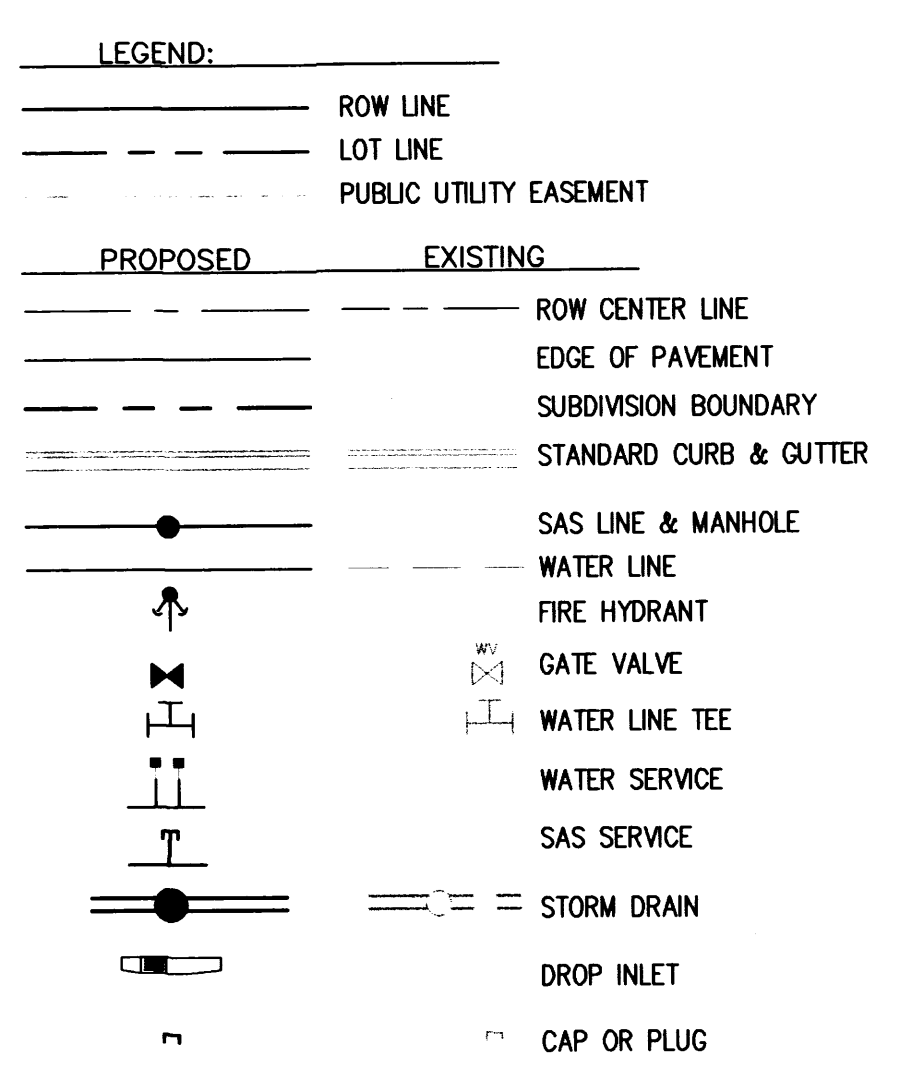 LEGEND:
ROW LINE
LOT LINE
PUBLIC UTILITY EASEMENT
PROPOSED EXISTING
ROW CENTER LINE
EDGE OF PAVEMENT
SUBDIVISION BOUNDARY
STANDARD CURB & GUTTER
SAS LINE & MANHOLE
WATER LINE
FIRE HYDRANT
WV
GATE VALVE
WATER LINE TEE
WATER SERVICE
SAS SERVICE
STORM DRAIN
DROP INLET
CAP OR PLUG